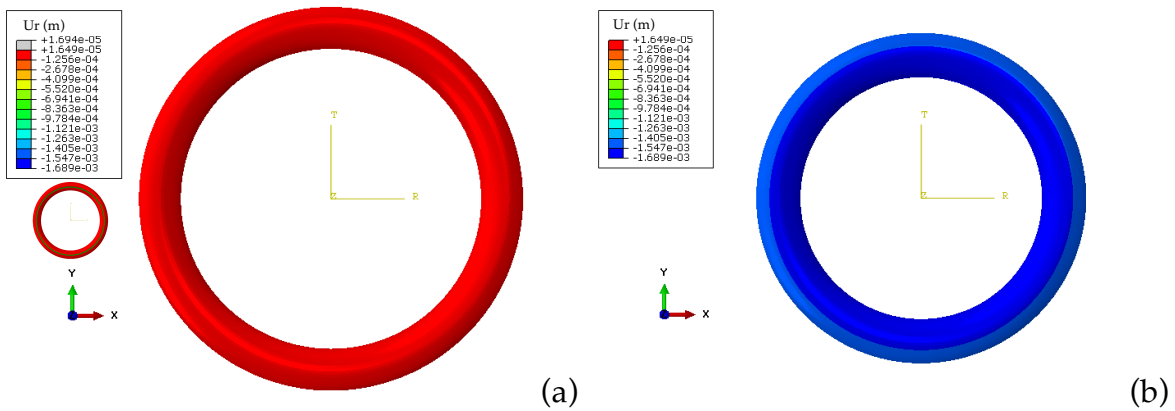 Ur (m)
+1.694e-05
+1.649e-05
-1.256e-04
-2.678e-04
-4.099e-04
-5.520e-04
-6.941e-04
-8.363e-04
-9.784e-04
-1.121e-03
-1.263e-03
-1.405e-03
-1.547e-03
-1.689e-03
T
Z
R
Y
X
(a)
Ur (m)
+1.649e-05
-1.256e-04
-2.678e-04
-4.099e-04
-5.520e-04
-6.941e-04
-8.363e-04
-9.784e-04
-1.121e-03
-1.263e-03
-1.405e-03
-1.547e-03
-1.689e-03
T
Z
R
Y
X
(b)